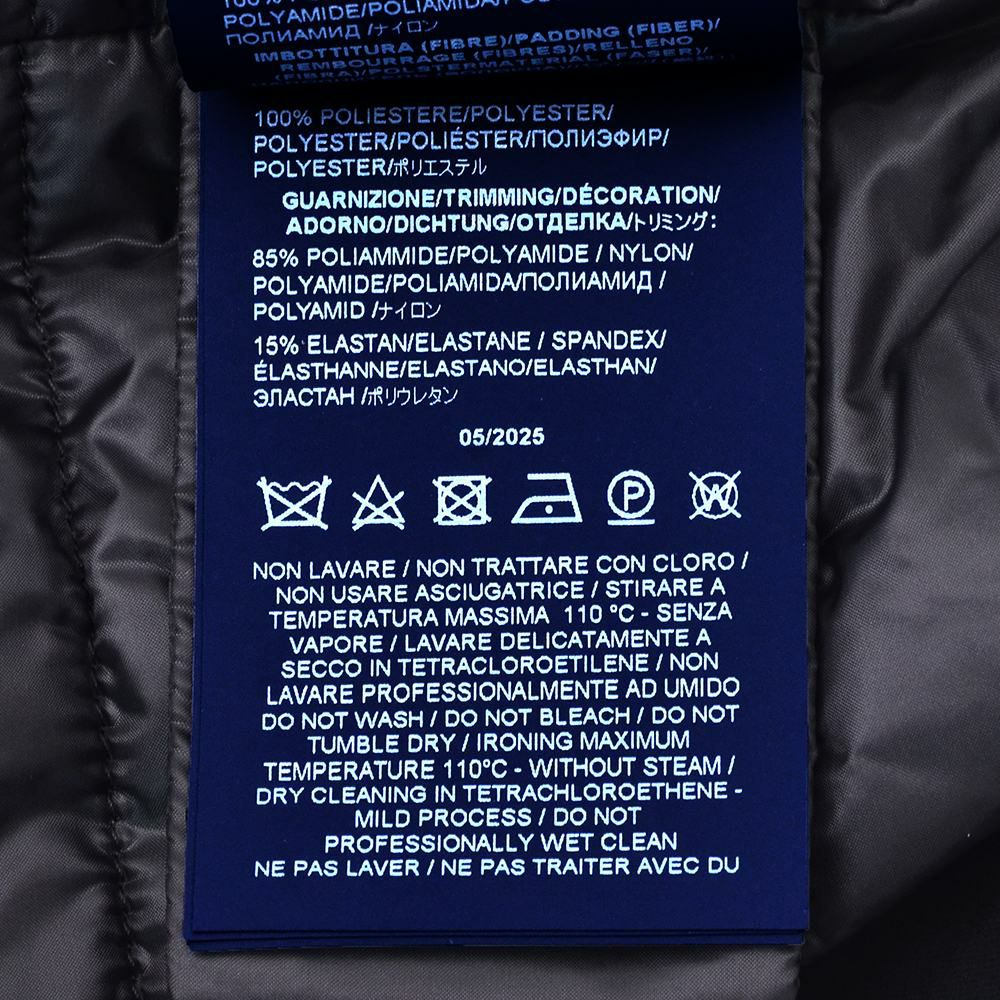 POLYAMIDE/POLIAMIDA/
ПОЛИАМИД /ナイロン
IMBOTTITURA (FIBRE)/PADDING (FIBER)/
REMBOURRAGE (FIBRES)/RELLENO
(FIBRA)/POLSTERMATERIAL (FASER)/
100% POLIESTERE/POLYESTER/
POLYESTER/POLIÉSTER/ПОЛИЭФИР/
POLYESTER/ポリエステル
GUARNIZIONE/TRIMMING/DÉCORATION/
ADORNO/DICHTUNG/ОТДЕЛКА/トリミング:
85% POLIAMMIDE/POLYAMIDE / NYLON/
POLYAMIDE/POLIAMIDA/ПОЛИАМИД /
POLYAMID /ナイロン
15% ELASTAN/ELASTANE / SPANDEX/
ÉLASTHANNE/ELASTANO/ELASTHAN/
ЭЛАСТАН /ポリウレタン
05/2025
P W
NON LAVARE / NON TRATTARE CON CLORO /
NON USARE ASCIUGATRICE / STIRARE A
TEMPERATURA MASSIMA 110 °C - SENZA
VAPORE / LAVARE DELICATAMENTE A
SECCO IN TETRACLOROETILENE / NON
LAVARE PROFESSIONALMENTE AD UMIDO
DO NOT WASH / DO NOT BLEACH / DO NOT
TUMBLE DRY / IRONING MAXIMUM
TEMPERATURE 110°C - WITHOUT STEAM /
DRY CLEANING IN TETRACHLOROETHENE -
MILD PROCESS / DO NOT
PROFESSIONALLY WET CLEAN
NE PAS LAVER / NE PAS TRAITER AVEC DU